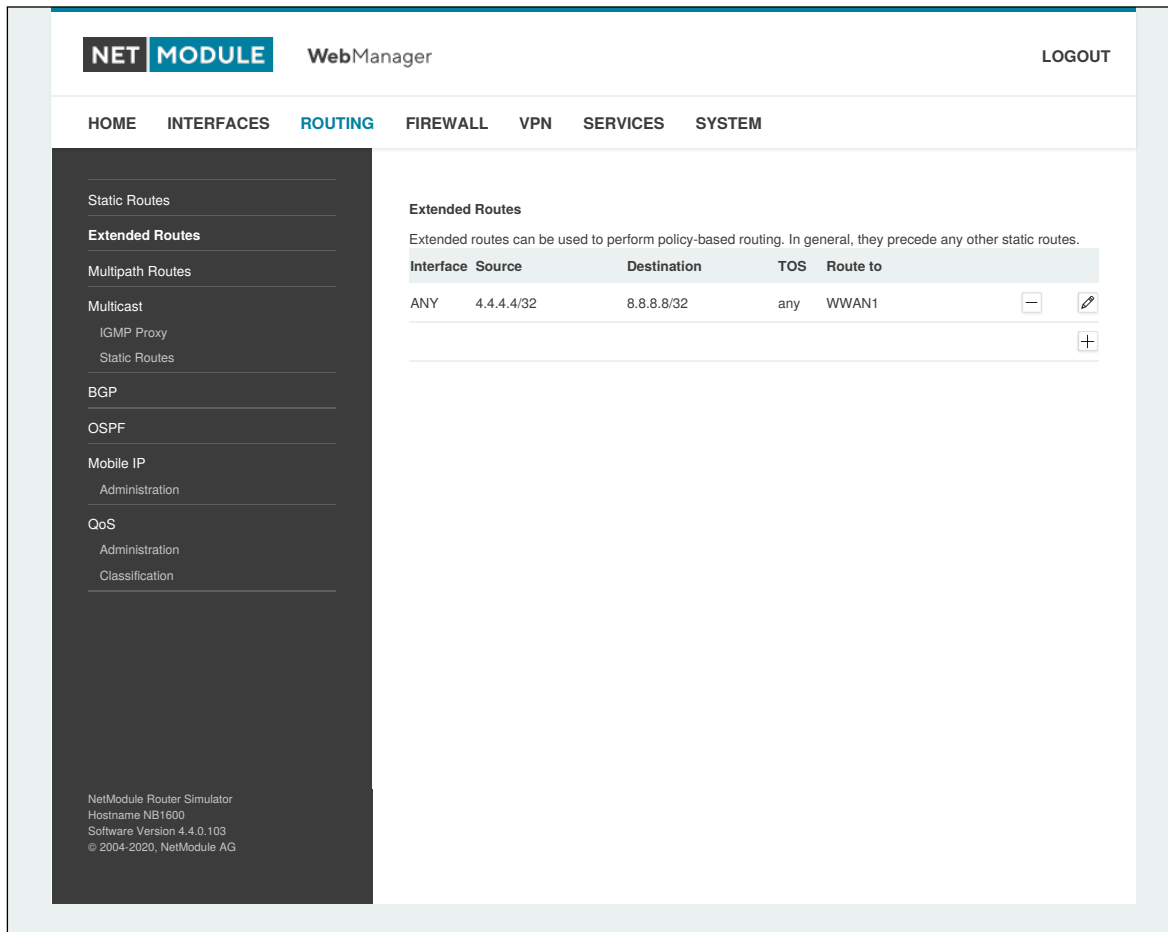 NET MODULE WebManager LOGOUT
HOME INTERFACES ROUTING FIREWALL VPN SERVICES SYSTEM
Static Routes
Extended Routes
Multipath Routes
Multicast
IGMP Proxy
Static Routes
BGP
OSPF
Mobile IP
Administration
QoS
Administration
Classification
NetModule Router Simulator
Hostname NB1600
Software Version 4.4.0.103
© 2004-2020, NetModule AG
Extended Routes
Extended routes can be used to perform policy-based routing. In general, they precede any other static routes.
Interface Source Destination TOS Route to
ANY 4.4.4.4/32 8.8.8.8/32 any WWAN1